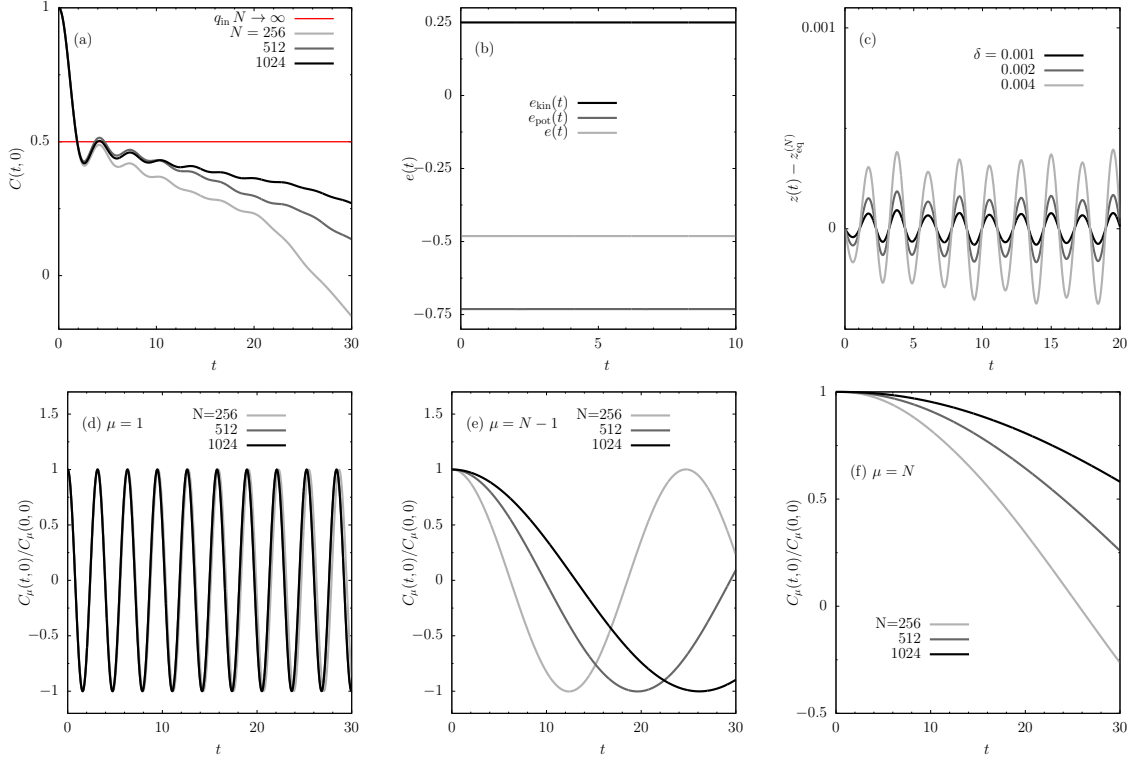 (a)
q_in N → ∞
N = 256
512
1024
1
0.5
0
C(t, 0)
0
10
20
30
t
(b)
0.25
0
−0.25
−0.5
−0.75
e(t)
e_kin(t)
e_pot(t)
e(t)
0
5
10
t
(c)
0.001
0
z(t) − z_eq^(N)
δ = 0.001
0.002
0.004
0
5
10
15
20
t
(d) μ = 1
N=256
512
1024
1.5
1
0.5
0
−0.5
−1
C_μ(t, 0)/C_μ(0, 0)
0
10
20
30
t
(e) μ = N − 1
N=256
512
1024
1.5
1
0.5
0
−0.5
−1
C_μ(t, 0)/C_μ(0, 0)
0
10
20
30
t
(f) μ = N
1
0.5
0
−0.5
C_μ(t, 0)/C_μ(0, 0)
N=256
512
1024
0
10
20
30
t